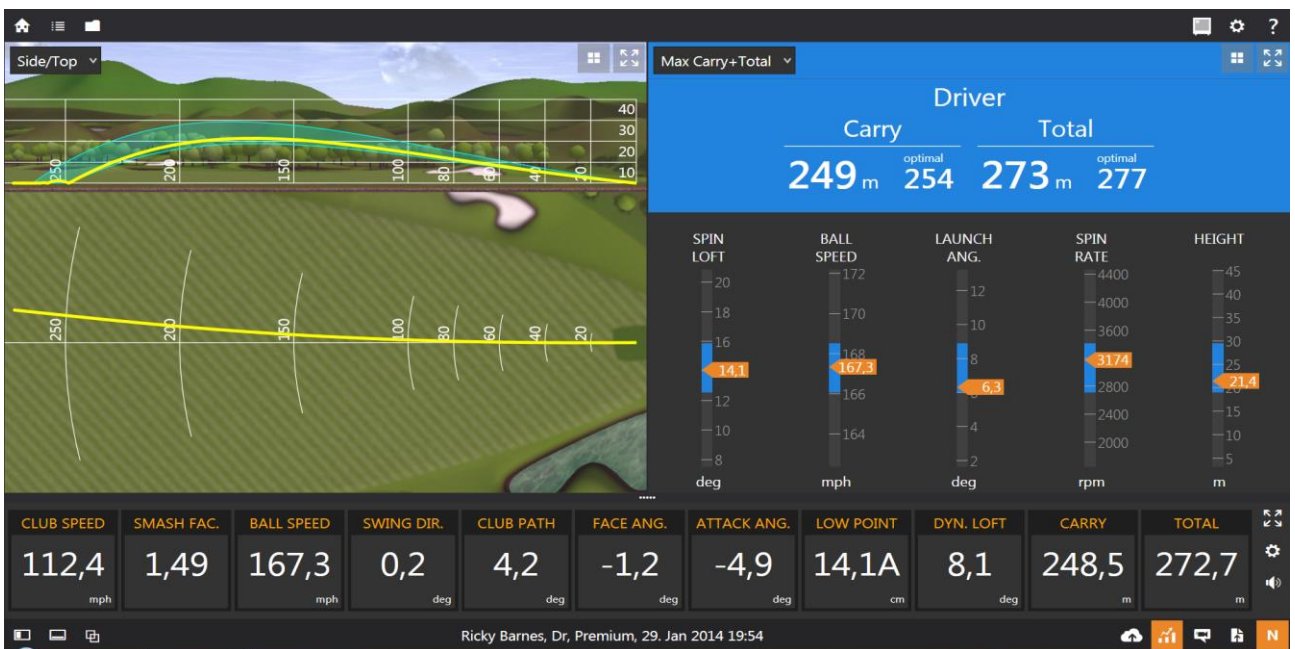 ?
Side/Top
40
30
20
10
250
200
150
100
80
60
40
20
250
200
150
100
80
60
40
20
Max Carry+Total
Driver
Carry Total
249 m optimal 254 273 m optimal 277
SPIN LOFT
20
18
16
14,1
12
10
8
deg
BALL SPEED
172
170
168
167,3
166
164
mph
LAUNCH ANG.
12
10
8
6,3
4
2
deg
SPIN RATE
4400
4000
3600
3174
2800
2400
2000
rpm
HEIGHT
45
40
35
30
25
21,4
20
15
10
5
m
CLUB SPEED SMASH FAC. BALL SPEED SWING DIR. CLUB PATH FACE ANG. ATTACK ANG. LOW POINT DYN. LOFT CARRY TOTAL
112,4 1,49 167,3 0,2 4,2 -1,2 -4,9 14,1A 8,1 248,5 272,7
mph mph deg deg deg deg cm deg m m
Ricky Barnes, Dr, Premium, 29. Jan 2014 19:54
N